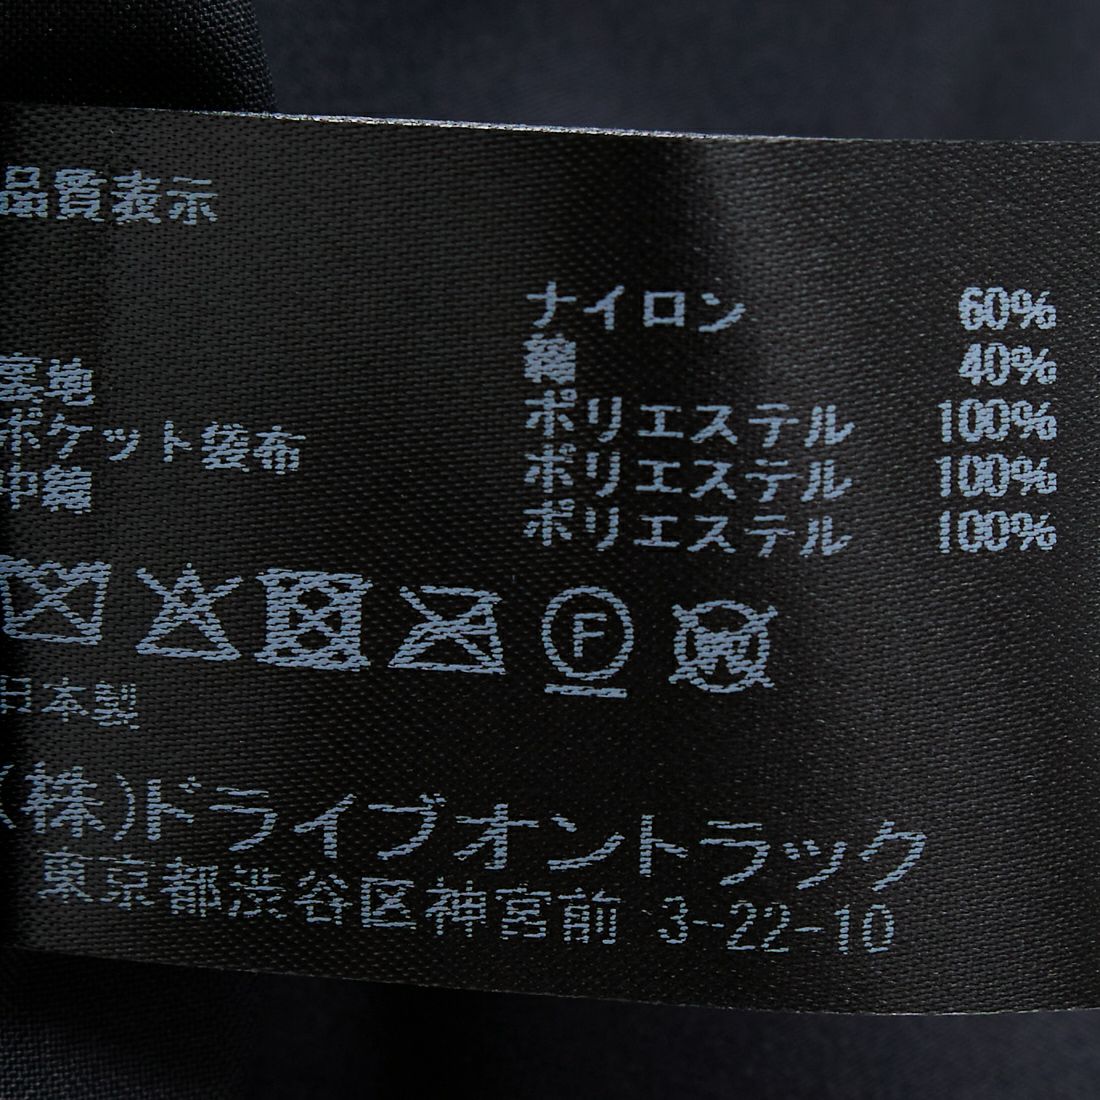 品質表示
ナイロン 60%
綿 40%
裏地 ポリエステル 100%
ポケット袋布 ポリエステル 100%
中綿 ポリエステル 100%
F
日本製
(株)ドライブオントラック
東京都渋谷区神宮前 3-22-10